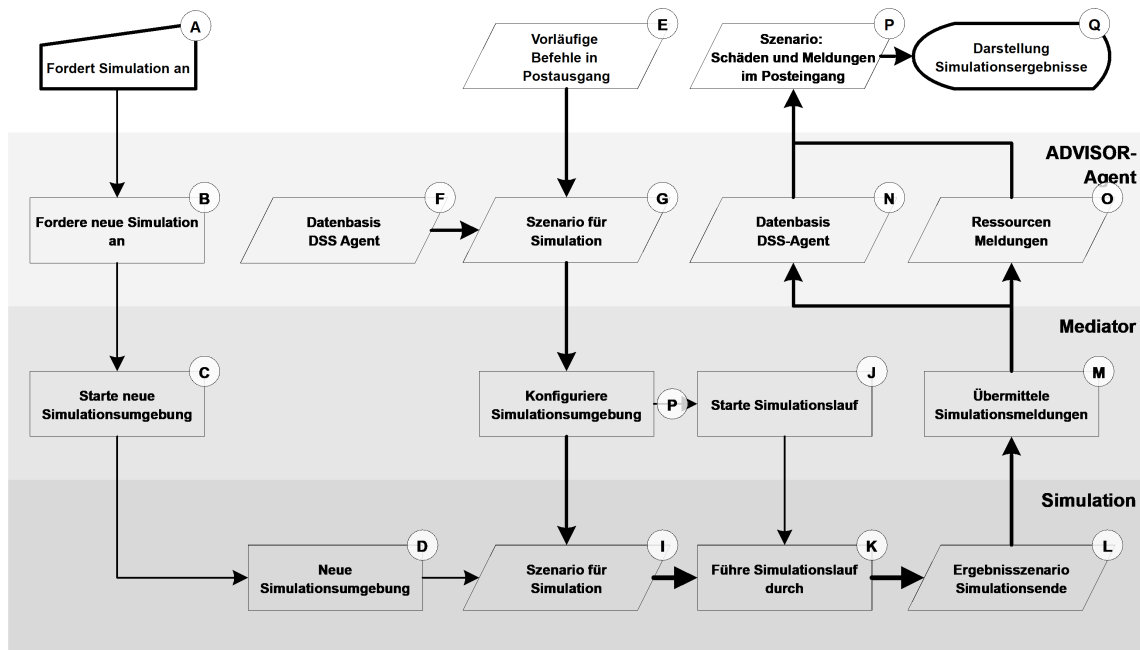 A
Fordert Simulation an
E
Vorläufige
Befehle in
Postausgang
P
Szenario:
Schäden und Meldungen
im Posteingang
Q
Darstellung
Simulationsergebnisse
ADVISOR-
Agent
B
Fordere neue Simulation
an
F
Datenbasis
DSS Agent
G
Szenario für
Simulation
N
Datenbasis
DSS-Agent
O
Ressourcen
Meldungen
Mediator
C
Starte neue
Simulationsumgebung
Konfiguriere
Simulationsumgebung
P
J
Starte Simulationslauf
M
Übermittele
Simulationsmeldungen
Simulation
D
Neue
Simulationsumgebung
I
Szenario für
Simulation
K
Führe Simulationslauf
durch
L
Ergebnisszenario
Simulationsende